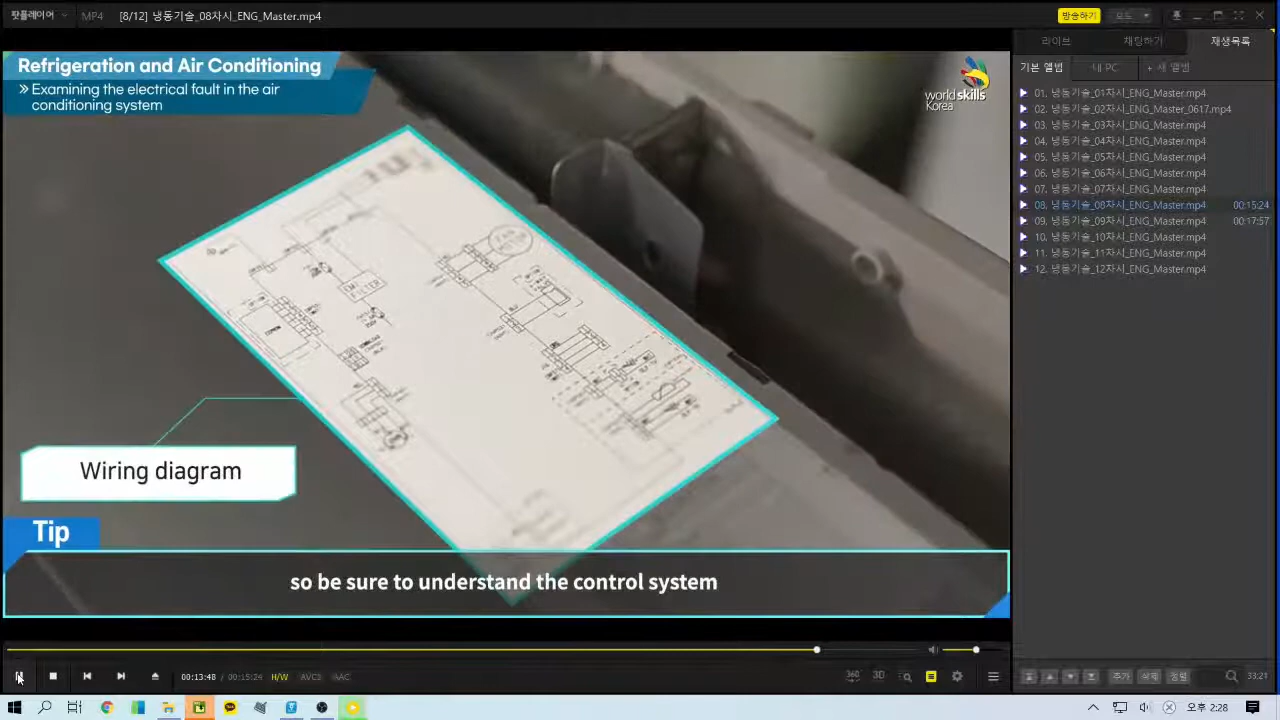 팟플레이어
MP4
[8/12] 냉동기술_08차시_ENG_Master.mp4
방송하기
모드
라이브
채팅하기
재생목록
기본 앨범
내 PC
+ 새 앨범
Refrigeration and Air Conditioning
» Examining the electrical fault in the air
conditioning system
worldskills
Korea
01. 냉동기술_01차시_ENG_Master.mp4
02. 냉동기술_02차시_ENG_Master_0617.mp4
03. 냉동기술_03차시_ENG_Master.mp4
04. 냉동기술_04차시_ENG_Master.mp4
05. 냉동기술_05차시_ENG_Master.mp4
06. 냉동기술_06차시_ENG_Master.mp4
07. 냉동기술_07차시_ENG_Master.mp4
08. 냉동기술_08차시_ENG_Master.mp4 00:15:24
09. 냉동기술_09차시_ENG_Master.mp4 00:17:57
10. 냉동기술_10차시_ENG_Master.mp4
11. 냉동기술_11차시_ENG_Master.mp4
12. 냉동기술_12차시_ENG_Master.mp4
EMI
FILTER
Wiring diagram
Tip
so be sure to understand the control system
00:13:48 / 00:15:24 H/W AVC1 AAC
360 3D
추가 삭제 정렬
33:21
오후 2:28